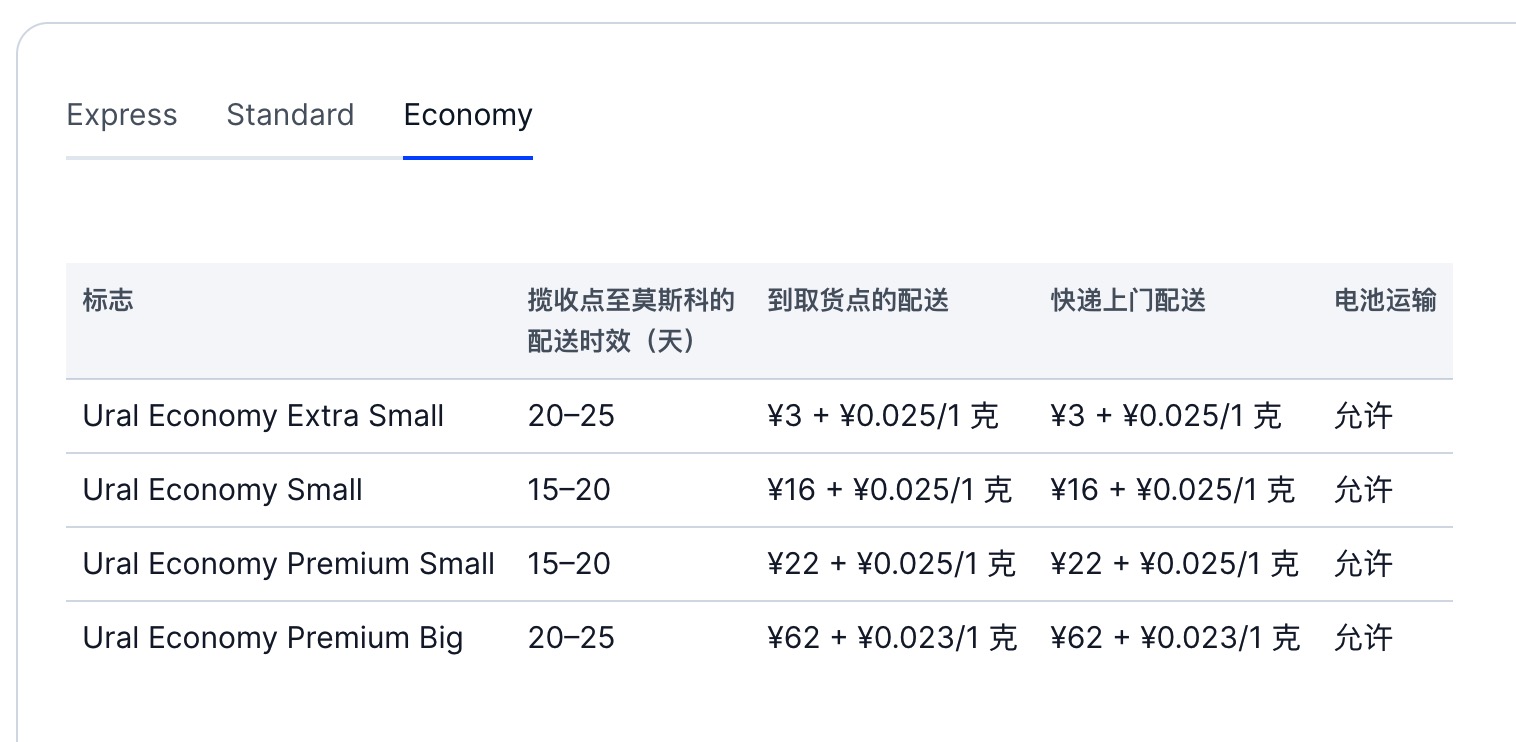 Express Standard Economy
标志 揽收点至莫斯科的 到取货点的配送 快递上门配送 电池运输
配送时效（天）
Ural Economy Extra Small 20–25 ¥3 + ¥0.025/1 克 ¥3 + ¥0.025/1 克 允许
Ural Economy Small 15–20 ¥16 + ¥0.025/1 克 ¥16 + ¥0.025/1 克 允许
Ural Economy Premium Small 15–20 ¥22 + ¥0.025/1 克 ¥22 + ¥0.025/1 克 允许
Ural Economy Premium Big 20–25 ¥62 + ¥0.023/1 克 ¥62 + ¥0.023/1 克 允许